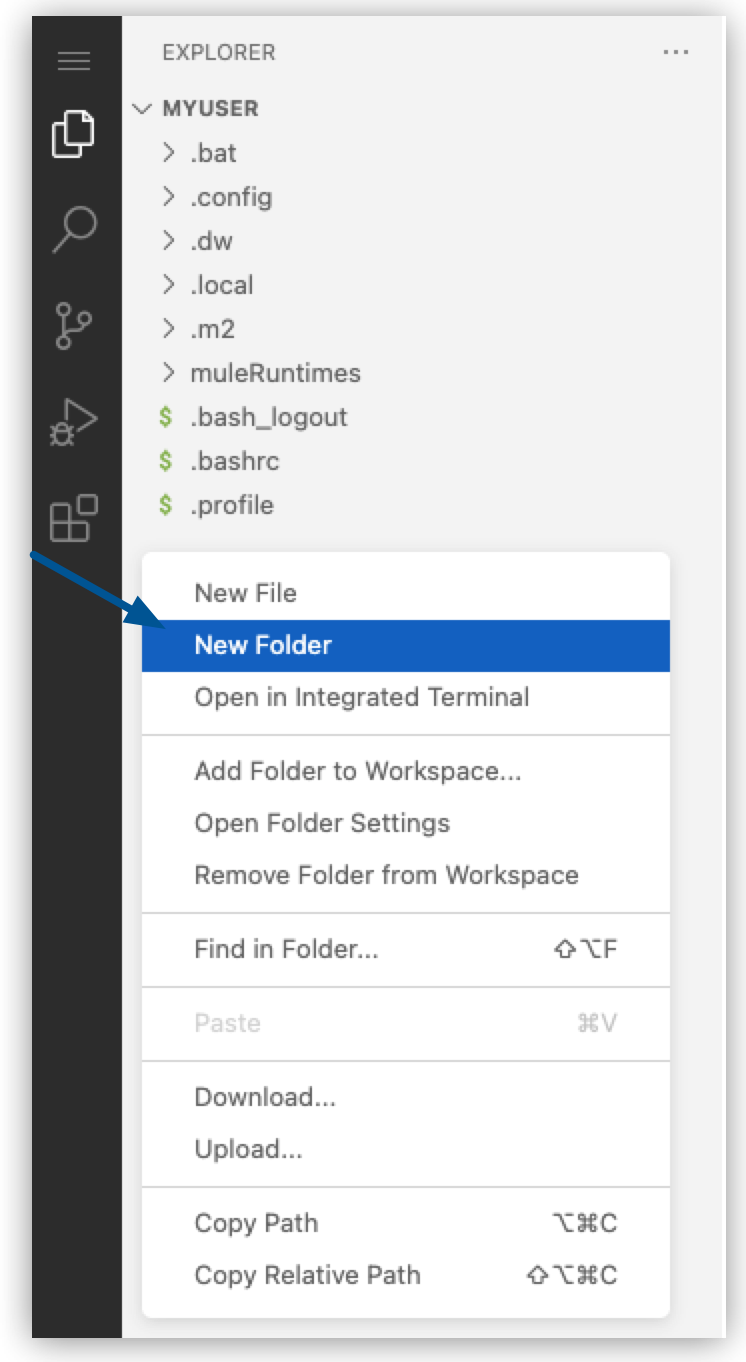 EXPLORER ...
MYUSER
.bat
.config
.dw
.local
.m2
muleRuntimes
$ .bash_logout
$ .bashrc
$ .profile
New File
New Folder
Open in Integrated Terminal
Add Folder to Workspace...
Open Folder Settings
Remove Folder from Workspace
Find in Folder... ⇧⌥F
Paste ⌘V
Download...
Upload...
Copy Path ⌥⌘C
Copy Relative Path ⇧⌥⌘C